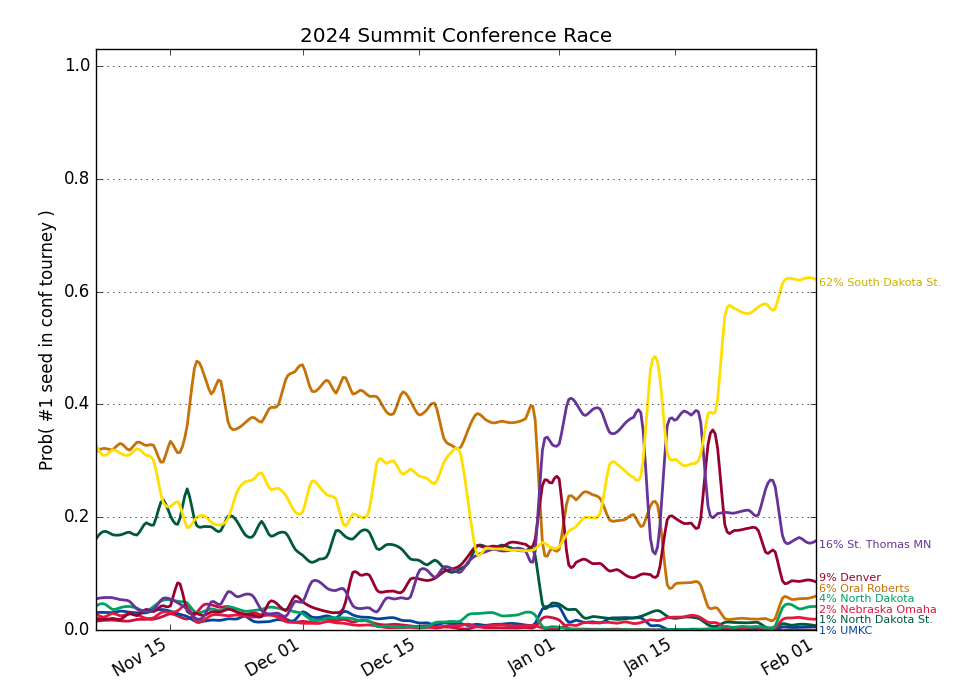 2024 Summit Conference Race
Prob( #1 seed in conf tourney )
1.0
0.8
0.6
0.4
0.2
0.0
Nov 15
Dec 01
Dec 15
Jan 01
Jan 15
Feb 01
62% South Dakota St.
16% St. Thomas MN
9% Denver
6% Oral Roberts
4% North Dakota
2% Nebraska Omaha
1% North Dakota St.
1% UMKC